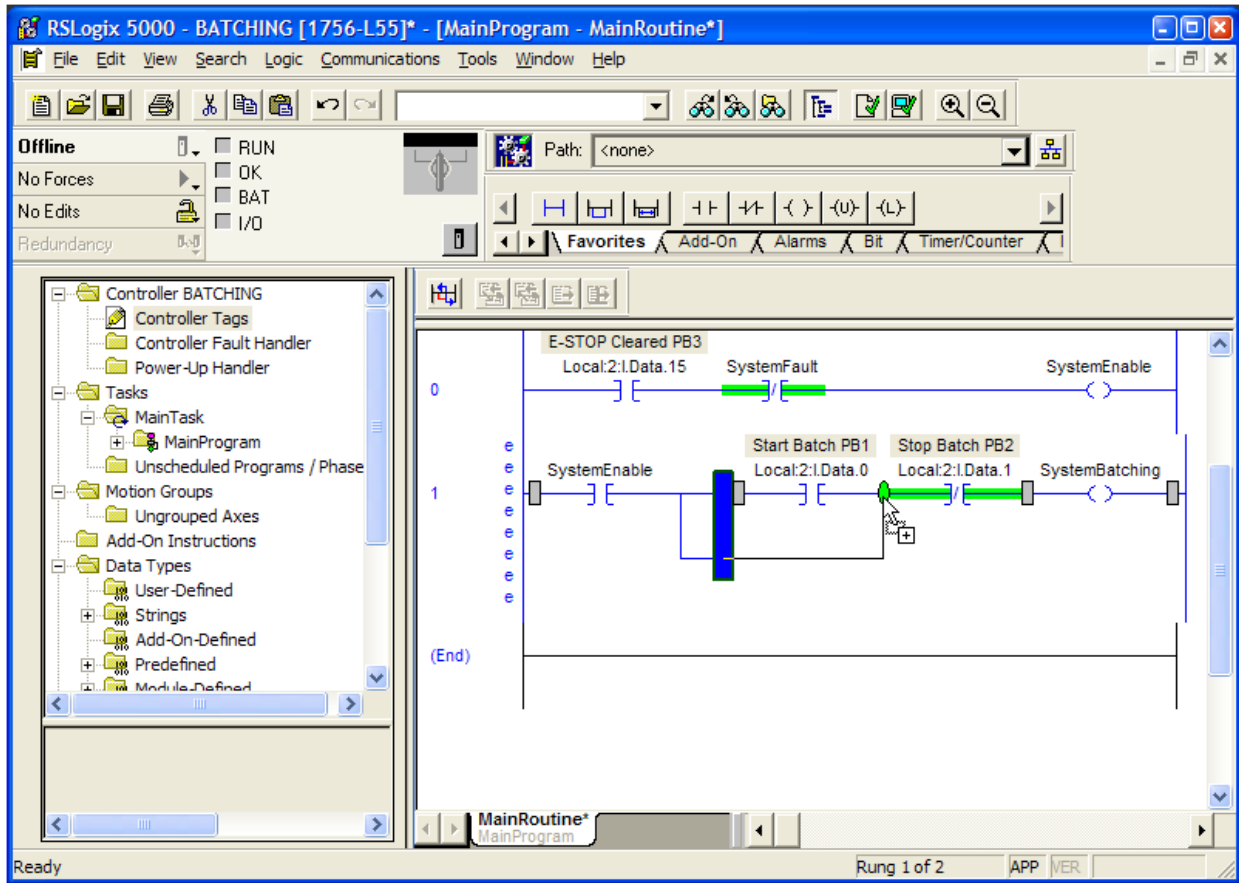 RSLogix 5000 - BATCHING [1756-L55]* - [MainProgram - MainRoutine*]
File Edit View Search Logic Communications Tools Window Help
Offline
RUN
No Forces
OK
No Edits
BAT
Redundancy
I/O
Path: <none>
Favorites Add-On Alarms Bit Timer/Counter
Controller BATCHING
Controller Tags
Controller Fault Handler
Power-Up Handler
Tasks
MainTask
MainProgram
Unscheduled Programs / Phase
Motion Groups
Ungrouped Axes
Add-On Instructions
Data Types
User-Defined
Strings
Add-On-Defined
Predefined
Module-Defined
E-STOP Cleared PB3
Local:2:I.Data.15 SystemFault SystemEnable
0
Start Batch PB1 Stop Batch PB2
SystemEnable Local:2:I.Data.0 Local:2:I.Data.1 SystemBatching
1
e
e
e
e
e
e
e
e
(End)
MainRoutine*
MainProgram
Ready
Rung 1 of 2 APP VER